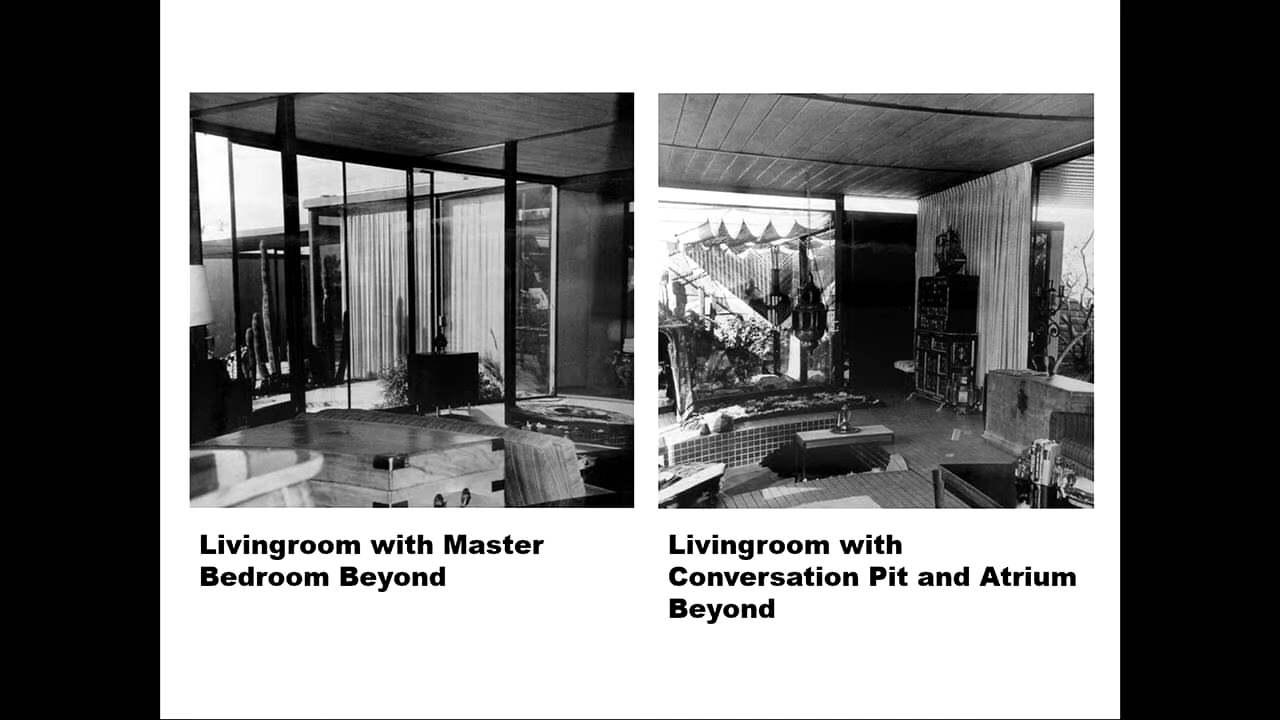 Livingroom with Master
Bedroom Beyond
Livingroom with
Conversation Pit and Atrium
Beyond